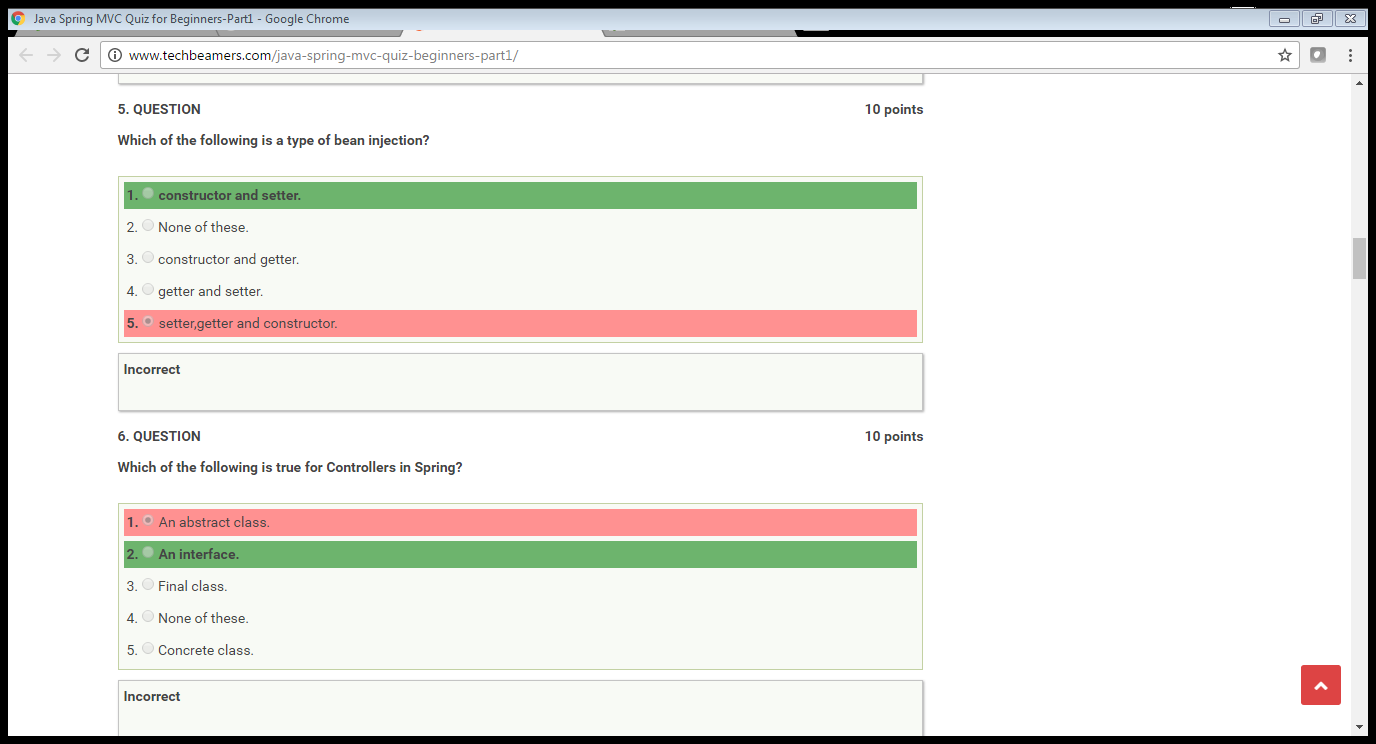 Java Spring MVC Quiz for Beginners-Part1 - Google Chrome
www.techbeamers.com/java-spring-mvc-quiz-beginners-part1/
5. QUESTION 10 points
Which of the following is a type of bean injection?
1. constructor and setter.
2. None of these.
3. constructor and getter.
4. getter and setter.
5. setter,getter and constructor.
Incorrect
6. QUESTION 10 points
Which of the following is true for Controllers in Spring?
1. An abstract class.
2. An interface.
3. Final class.
4. None of these.
5. Concrete class.
Incorrect